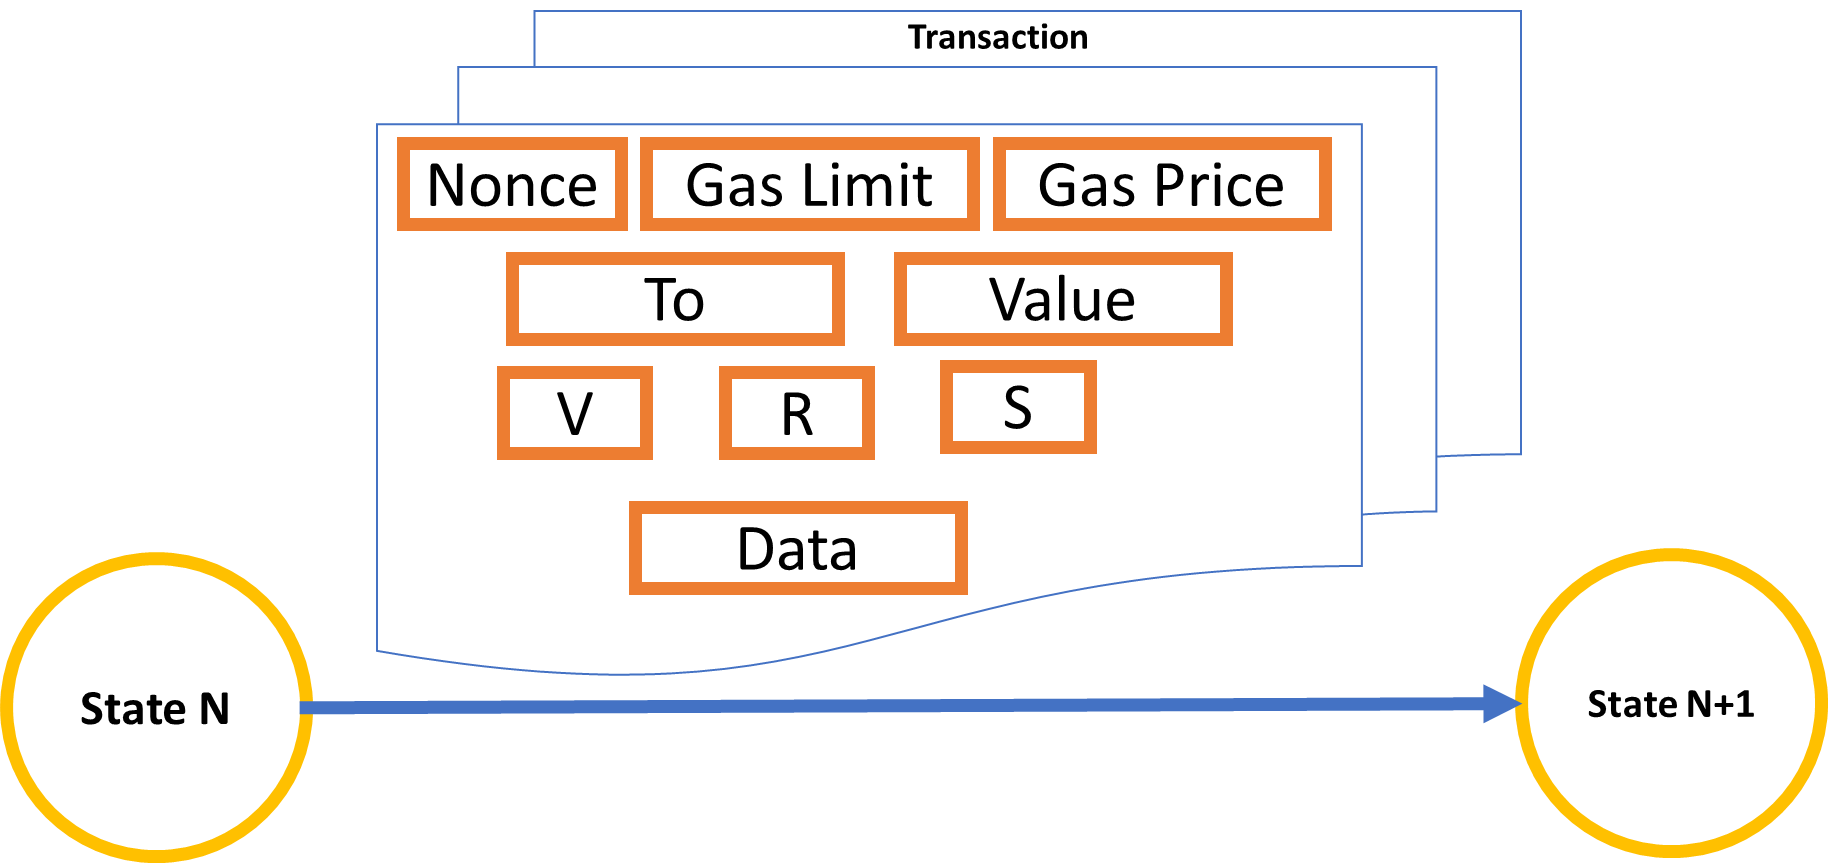 Transaction
Nonce Gas Limit Gas Price
To Value
V R S
Data
State N State N+1